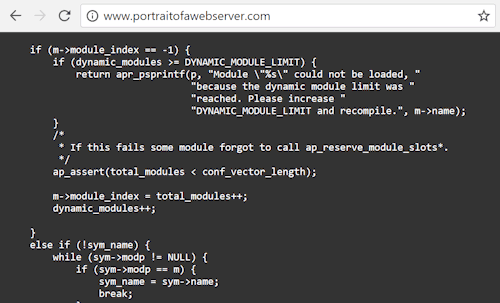 www.portraitofawebserver.com
if (m->module_index == -1) {
if (dynamic_modules >= DYNAMIC_MODULE_LIMIT) {
return apr_psprintf(p, "Module \"%s\" could not be loaded, "
"because the dynamic module limit was "
"reached. Please increase "
"DYNAMIC_MODULE_LIMIT and recompile.", m->name);
}
/*
* If this fails some module forgot to call ap_reserve_module_slots*.
*/
ap_assert(total_modules < conf_vector_length);
m->module_index = total_modules++;
dynamic_modules++;
}
else if (!sym_name) {
while (sym->modp != NULL) {
if (sym->modp == m) {
sym_name = sym->name;
break;